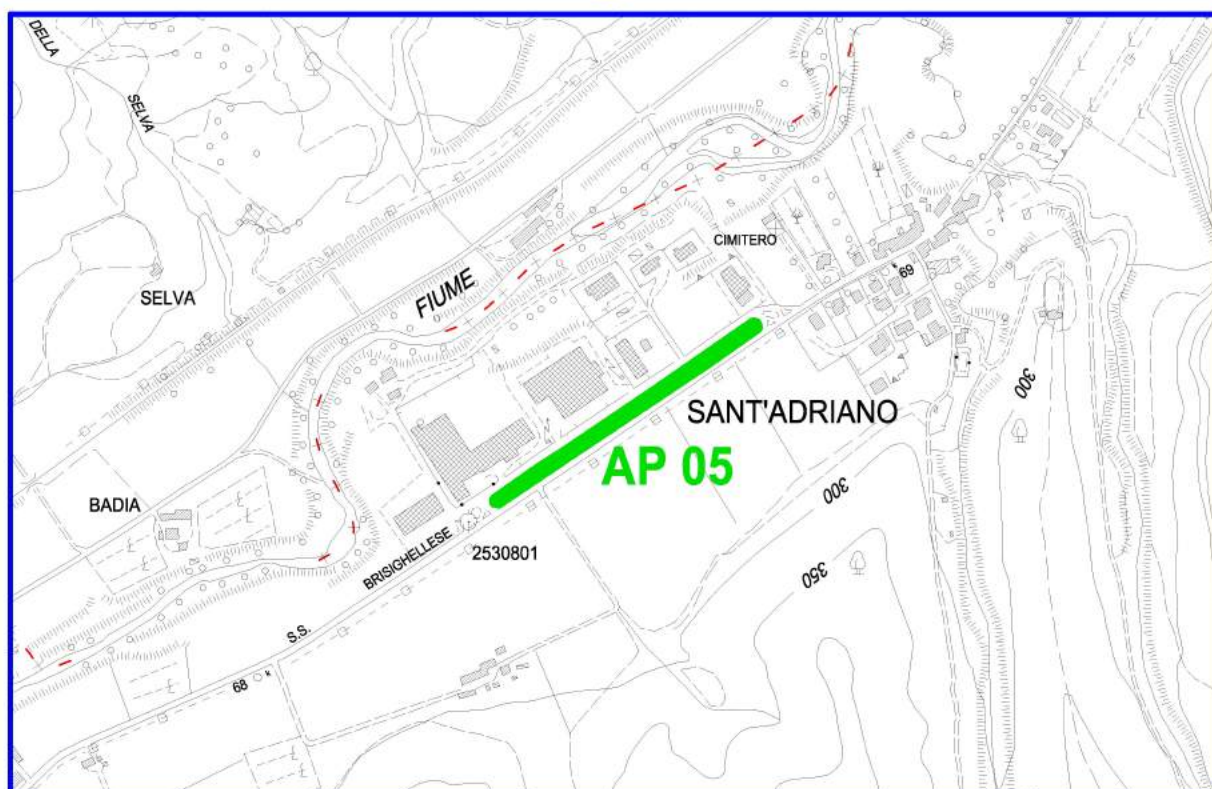 DELLA
SELVA
SELVA
FIUME
CIMITERO
69
SANT'ADRIANO
AP 05
300
BADIA
300
BRISIGHELLESE
2530801
350
S.S.
68